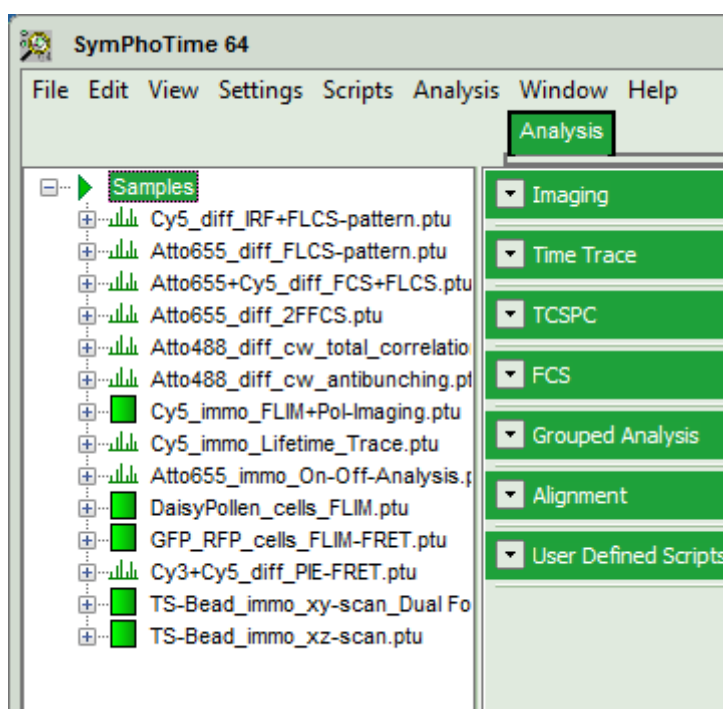 SymPhoTime 64
File Edit View Settings Scripts Analysis Window Help
Analysis
Samples
Cy5_diff_IRF+FLCS-pattern.ptu
Atto655_diff_FLCS-pattern.ptu
Atto655+Cy5_diff_FCS+FLCS.ptu
Atto655_diff_2FFCS.ptu
Atto488_diff_cw_total_correlatio
Atto488_diff_cw_antibunching.pt
Cy5_immo_FLIM+Pol-Imaging.ptu
Cy5_immo_Lifetime_Trace.ptu
Atto655_immo_On-Off-Analysis.p
DaisyPollen_cells_FLIM.ptu
GFP_RFP_cells_FLIM-FRET.ptu
Cy3+Cy5_diff_PIE-FRET.ptu
TS-Bead_immo_xy-scan_Dual Fo
TS-Bead_immo_xz-scan.ptu
Imaging
Time Trace
TCSPC
FCS
Grouped Analysis
Alignment
User Defined Scripts